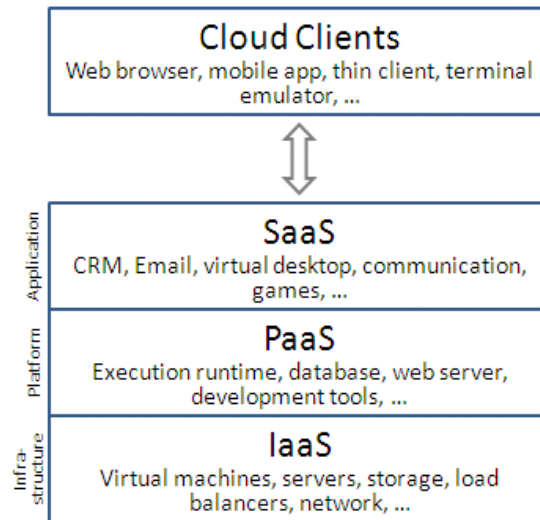 Cloud Clients
Web browser, mobile app, thin client, terminal
emulator, ...
Application
SaaS
CRM, Email, virtual desktop, communication,
games, ...
Platform
PaaS
Execution runtime, database, web server,
development tools, ...
Infra-
structure
IaaS
Virtual machines, servers, storage, load
balancers, network, ...